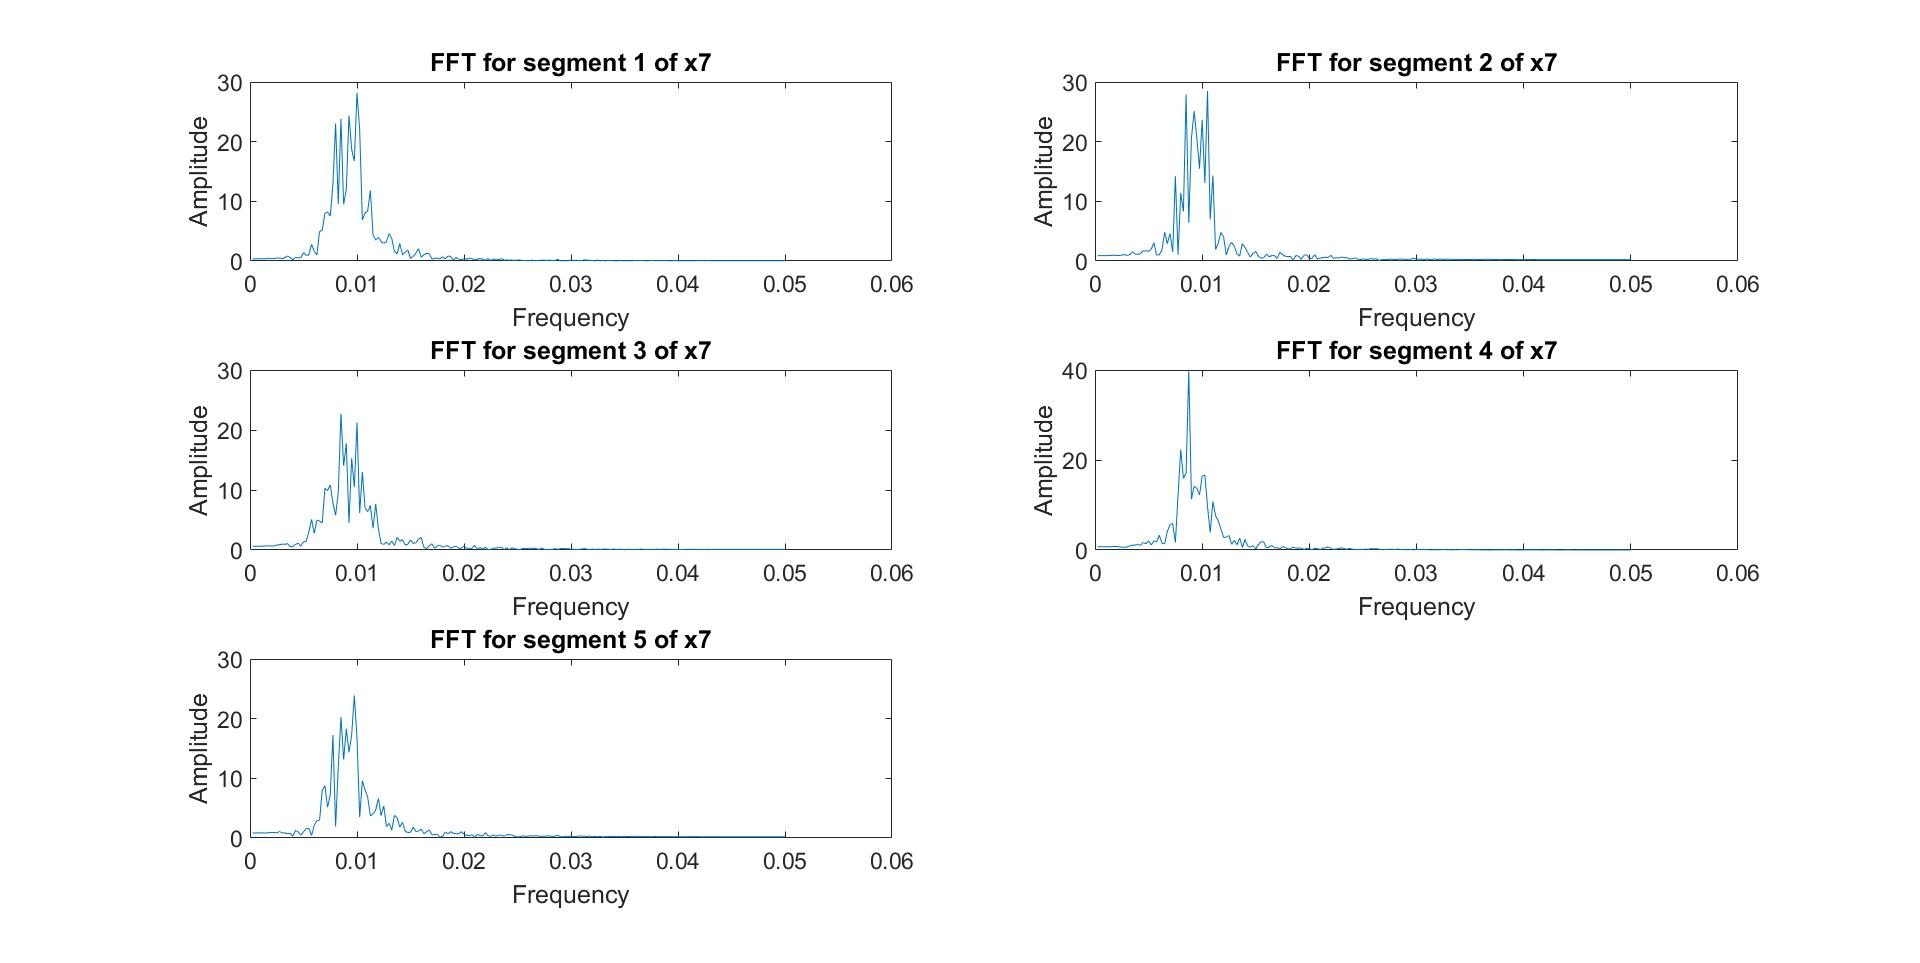 FFT for segment 1 of x7
30
20
10
0
Amplitude
0 0.01 0.02 0.03 0.04 0.05 0.06
Frequency
FFT for segment 2 of x7
30
20
10
0
Amplitude
0 0.01 0.02 0.03 0.04 0.05 0.06
Frequency
FFT for segment 3 of x7
30
20
10
0
Amplitude
0 0.01 0.02 0.03 0.04 0.05 0.06
Frequency
FFT for segment 4 of x7
40
20
0
Amplitude
0 0.01 0.02 0.03 0.04 0.05 0.06
Frequency
FFT for segment 5 of x7
30
20
10
0
Amplitude
0 0.01 0.02 0.03 0.04 0.05 0.06
Frequency